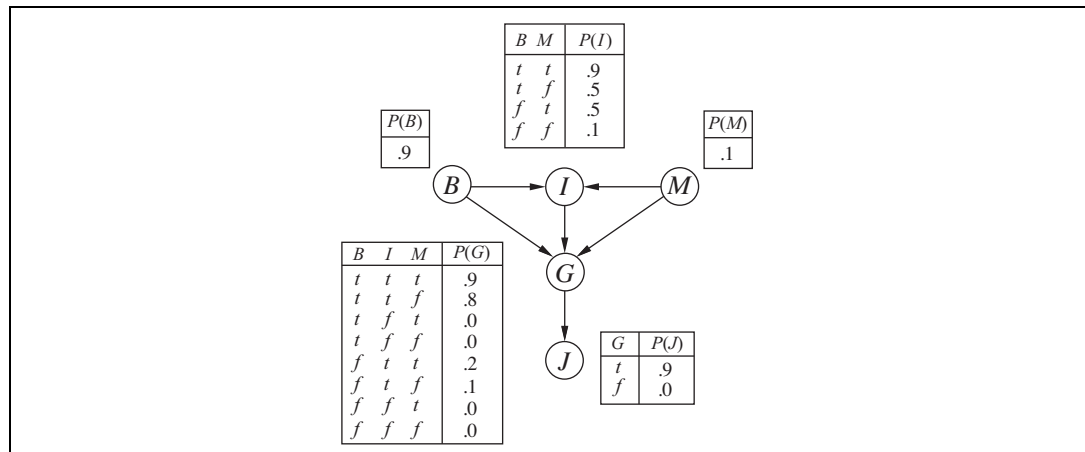 B M P(I)
t t .9
t f .5
f t .5
f f .1
P(B)
.9
P(M)
.1
B
I
M
B I M P(G)
t t t .9
t t f .8
t f t .0
t f f .0
f t t .2
f t f .1
f f t .0
f f f .0
G
J
G P(J)
t .9
f .0